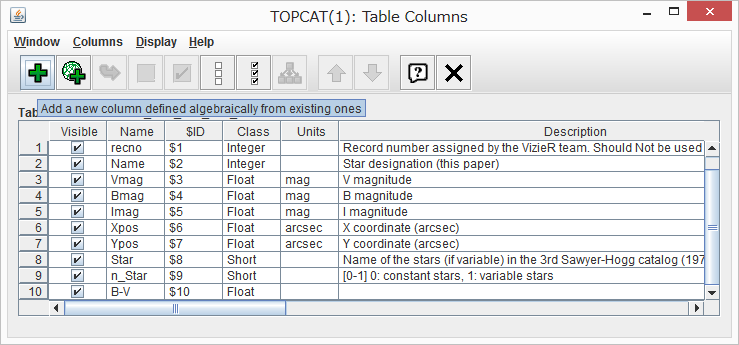 TOPCAT(1): Table Columns
Window Columns Display Help
Add a new column defined algebraically from existing ones
Visible Name $ID Class Units Description
1 recno $1 Integer Record number assigned by the VizieR team. Should Not be used
2 Name $2 Integer Star designation (this paper)
3 Vmag $3 Float mag V magnitude
4 Bmag $4 Float mag B magnitude
5 Imag $5 Float mag I magnitude
6 Xpos $6 Float arcsec X coordinate (arcsec)
7 Ypos $7 Float arcsec Y coordinate (arcsec)
8 Star $8 Short Name of the stars (if variable) in the 3rd Sawyer-Hogg catalog (197
9 n_Star $9 Short [0-1] 0: constant stars, 1: variable stars
10 B-V $10 Float